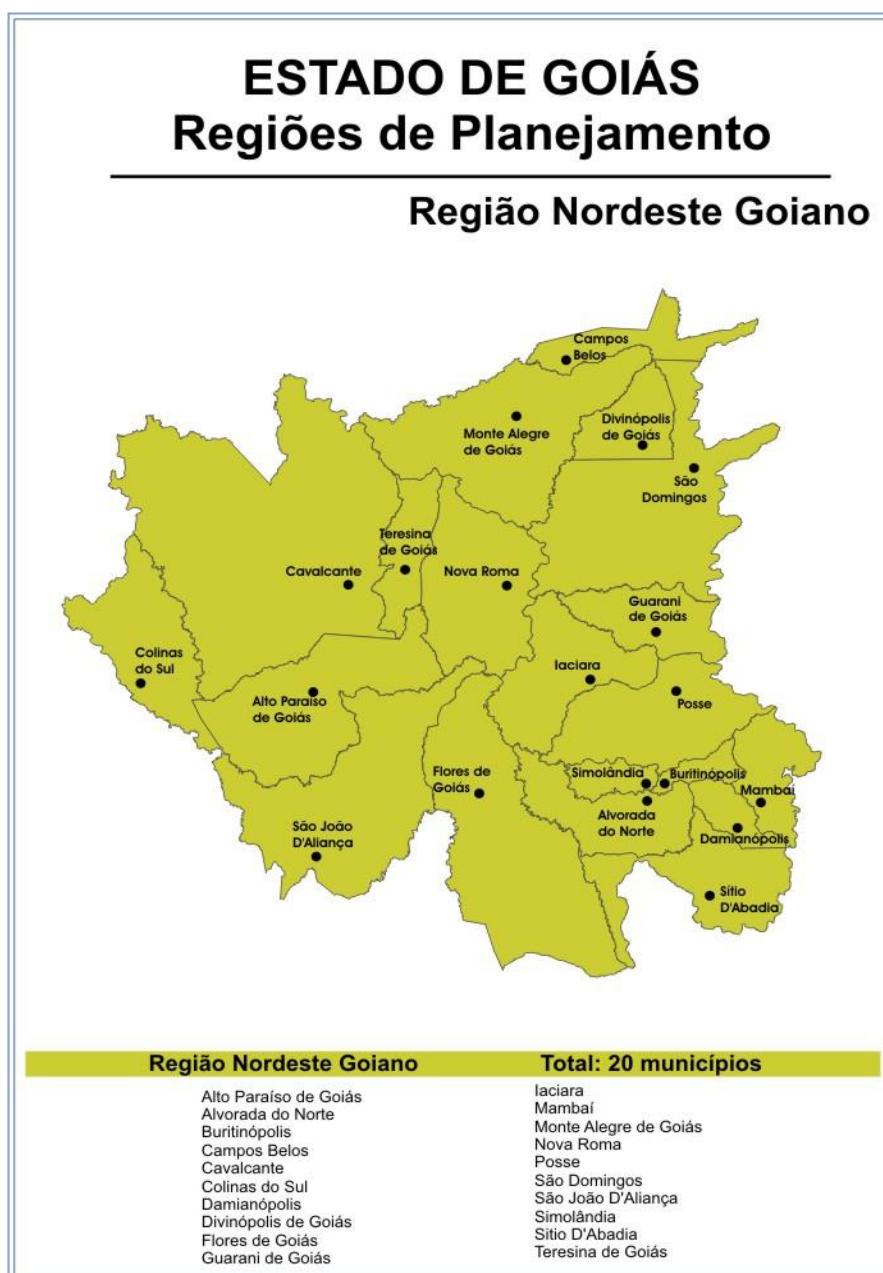 ESTADO DE GOIÁS
Regiões de Planejamento
Região Nordeste Goiano
Campos
Belos
Monte Alegre
de Goiás
Divinópolis
de Goiás
São
Domingos
Teresina
de Goiás
Cavalcante
Nova Roma
Guarani
de Goiás
Colinas
do Sul
Iaciara
Alto Paraíso
de Goiás
Posse
Flores de
Goiás
Simolândia
Buritinópolis
Mambaí
Alvorada
do Norte
Damianópolis
São João
D'Aliança
Sítio
D'Abadia
Região Nordeste Goiano
Total: 20 municípios
Alto Paraíso de Goiás
Alvorada do Norte
Buritinópolis
Campos Belos
Cavalcante
Colinas do Sul
Damianópolis
Divinópolis de Goiás
Flores de Goiás
Guarani de Goiás
Iaciara
Mambaí
Monte Alegre de Goiás
Nova Roma
Posse
São Domingos
São João D'Aliança
Simolândia
Sitio D'Abadia
Teresina de Goiás